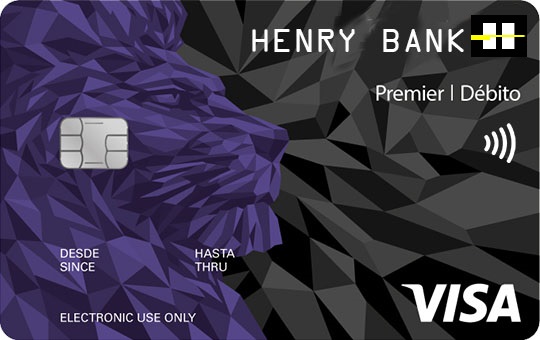 HENRY BANK
Premier | Débito
DESDE HASTA
SINCE THRU
ELECTRONIC USE ONLY
VISA